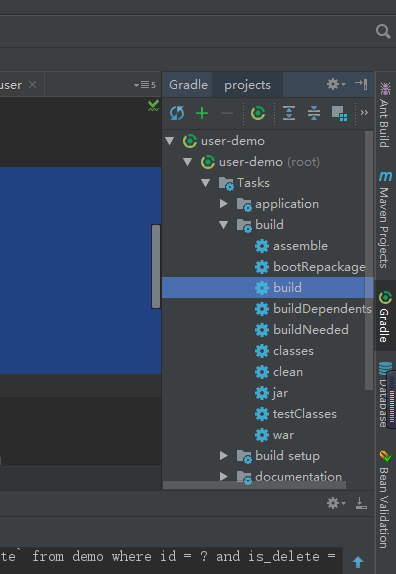 user
5
Gradle projects
user-demo
user-demo (root)
Tasks
application
build
assemble
bootRepackage
build
buildDependents
buildNeeded
classes
clean
jar
testClasses
war
build setup
documentation
Ant Build
m Maven Projects
Gradle
Database
Bean Validation
te` from demo where id = ? and is_delete =